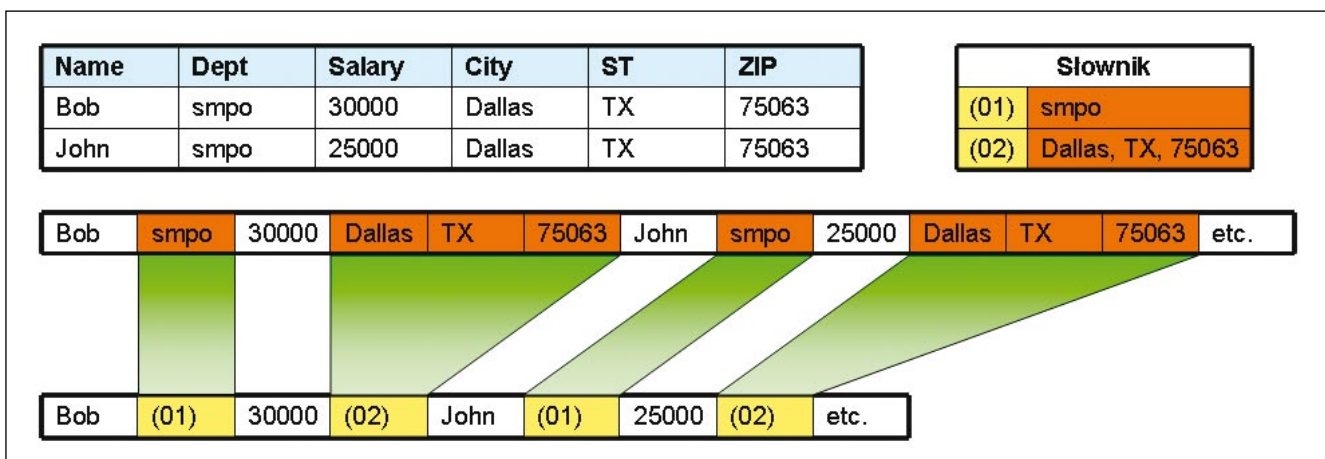 Name Dept Salary City ST ZIP
Bob smpo 30000 Dallas TX 75063
John smpo 25000 Dallas TX 75063
Słownik
(01) smpo
(02) Dallas, TX, 75063
Bob smpo 30000 Dallas TX 75063 John smpo 25000 Dallas TX 75063 etc.
Bob (01) 30000 (02) John (01) 25000 (02) etc.